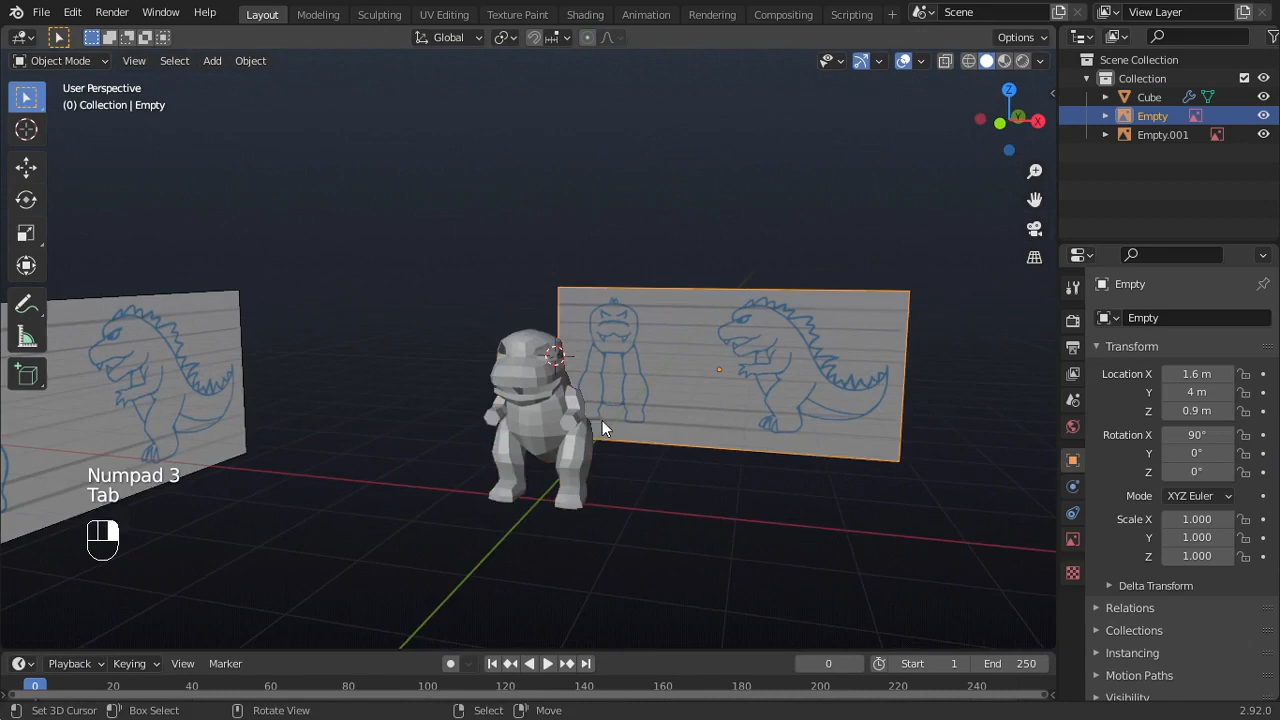 File Edit Render Window Help
Layout Modeling Sculpting UV Editing Texture Paint Shading Animation Rendering Compositing Scripting
Scene
View Layer
Global
Options
Object Mode View Select Add Object
User Perspective
(0) Collection | Empty
Z
Y
X
Numpad 3
Tab
Scene Collection
Collection
Cube
Empty
Empty.001
Empty
Empty
Transform
Location X 1.6 m
Y 4 m
Z 0.9 m
Rotation X 90°
Y 0°
Z 0°
Mode XYZ Euler
Scale X 1.000
Y 1.000
Z 1.000
Delta Transform
Relations
Collections
Instancing
Motion Paths
Visibility
Playback Keying View Marker
0 Start 1 End 250
0 20 40 60 80 100 120 140 160 180 200 220 240
Set 3D Cursor Box Select Rotate View Select Move 2.92.0